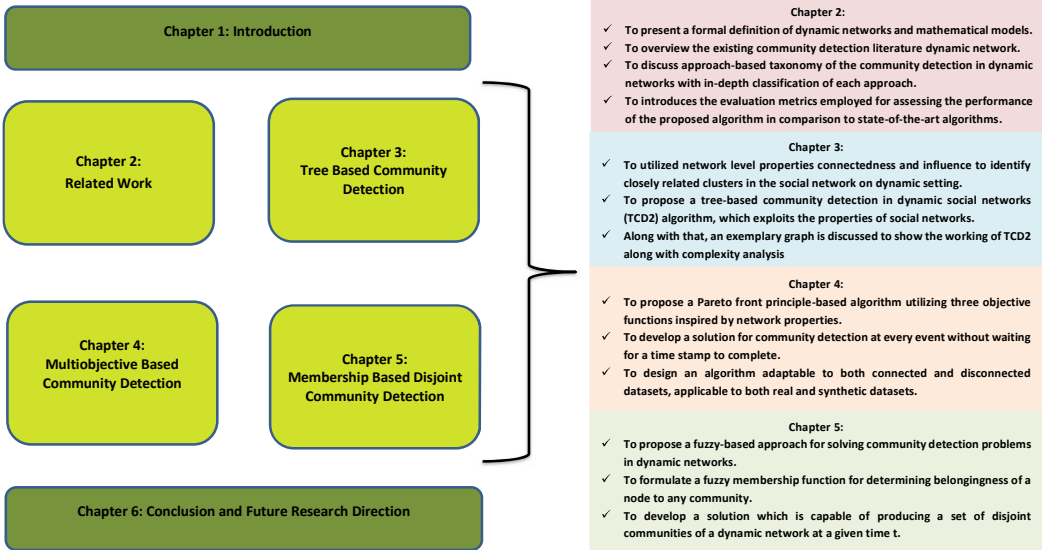 Chapter 1: Introduction
Chapter 2:
Related Work
Chapter 3:
Tree Based Community
Detection
Chapter 4:
Multiobjective Based
Community Detection
Chapter 5:
Membership Based Disjoint
Community Detection
Chapter 6: Conclusion and Future Research Direction
Chapter 2:
✓ To present a formal definition of dynamic networks and mathematical models.
✓ To overview the existing community detection literature dynamic network.
✓ To discuss approach-based taxonomy of the community detection in dynamic
networks with in-depth classification of each approach.
✓ To introduces the evaluation metrics employed for assessing the performance
of the proposed algorithm in comparison to state-of-the-art algorithms.
Chapter 3:
✓ To utilized network level properties connectedness and influence to identify
closely related clusters in the social network on dynamic setting.
✓ To propose a tree-based community detection in dynamic social networks
(TCD2) algorithm, which exploits the properties of social networks.
✓ Along with that, an exemplary graph is discussed to show the working of TCD2
along with complexity analysis
Chapter 4:
✓ To propose a Pareto front principle-based algorithm utilizing three objective
functions inspired by network properties.
✓ To develop a solution for community detection at every event without waiting
for a time stamp to complete.
✓ To design an algorithm adaptable to both connected and disconnected
datasets, applicable to both real and synthetic datasets.
Chapter 5:
✓ To propose a fuzzy-based approach for solving community detection problems
in dynamic networks.
✓ To formulate a fuzzy membership function for determining belongingness of a
node to any community.
✓ To develop a solution which is capable of producing a set of disjoint
communities of a dynamic network at a given time t.